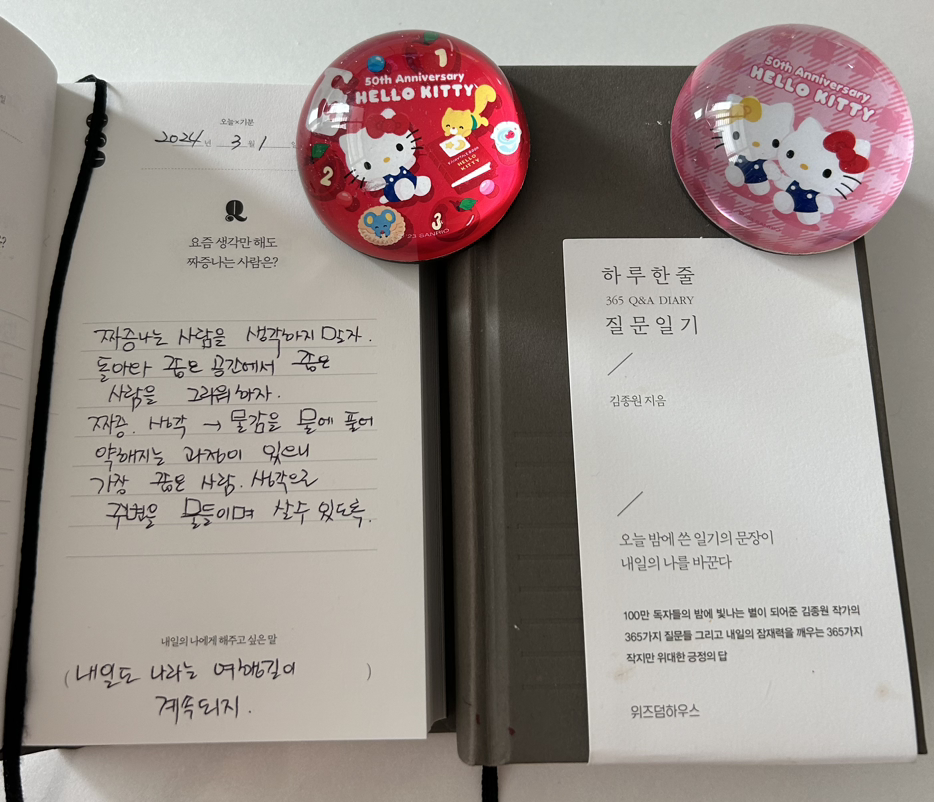 오늘×기분
2024년 3월 1일
Q
요즘 생각만 해도
짜증나는 사람은?
짜증나는 사람을 생각하지 말자.
돌아다 좋은 공간에서 좋은
사람을 그려워하자.
짜증. 생각 → 물감을 물에 풀어
약해지는 과정이 있으니
가장 좋은 사람. 생각으로
주변을 물들이며 살수 있도록.
내일의 나에게 해주고 싶은 말
(내일도 나라는 여행길이
계속되지.)
50th Anniversary
HELLO KITTY
1
2
3
HELLO
KITTY
'23 SANRIO
50th Anniversary
HELLO KITTY
하루 한 줄
365 Q&A DIARY
질문 일기
김종원 지음
오늘 밤에 쓴 일기의 문장이
내일의 나를 바꾼다
100만 독자들의 밤에 빛나는 별이 되어준 김종원 작가의
365가지 질문들 그리고 내일의 잠재력을 깨우는 365가지
작지만 위대한 긍정의 답
위즈덤하우스